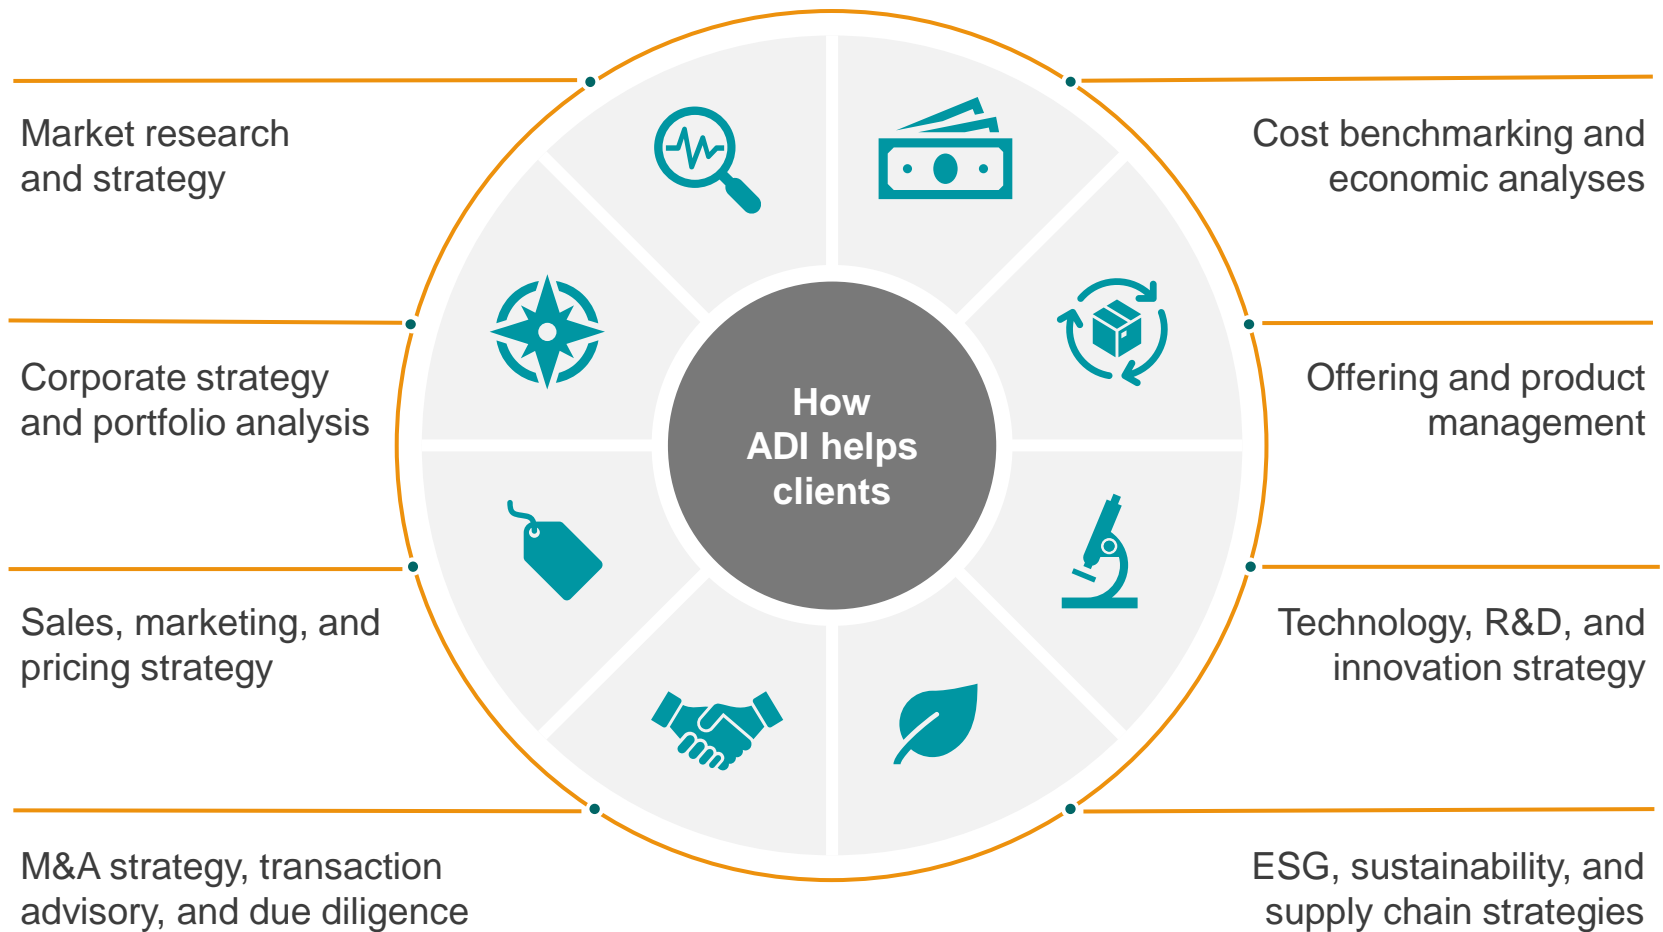 Market research
and strategy
Corporate strategy
and portfolio analysis
Sales, marketing, and
pricing strategy
M&A strategy, transaction
advisory, and due diligence
How
ADI helps
clients
Cost benchmarking and
economic analyses
Offering and product
management
Technology, R&D, and
innovation strategy
ESG, sustainability, and
supply chain strategies